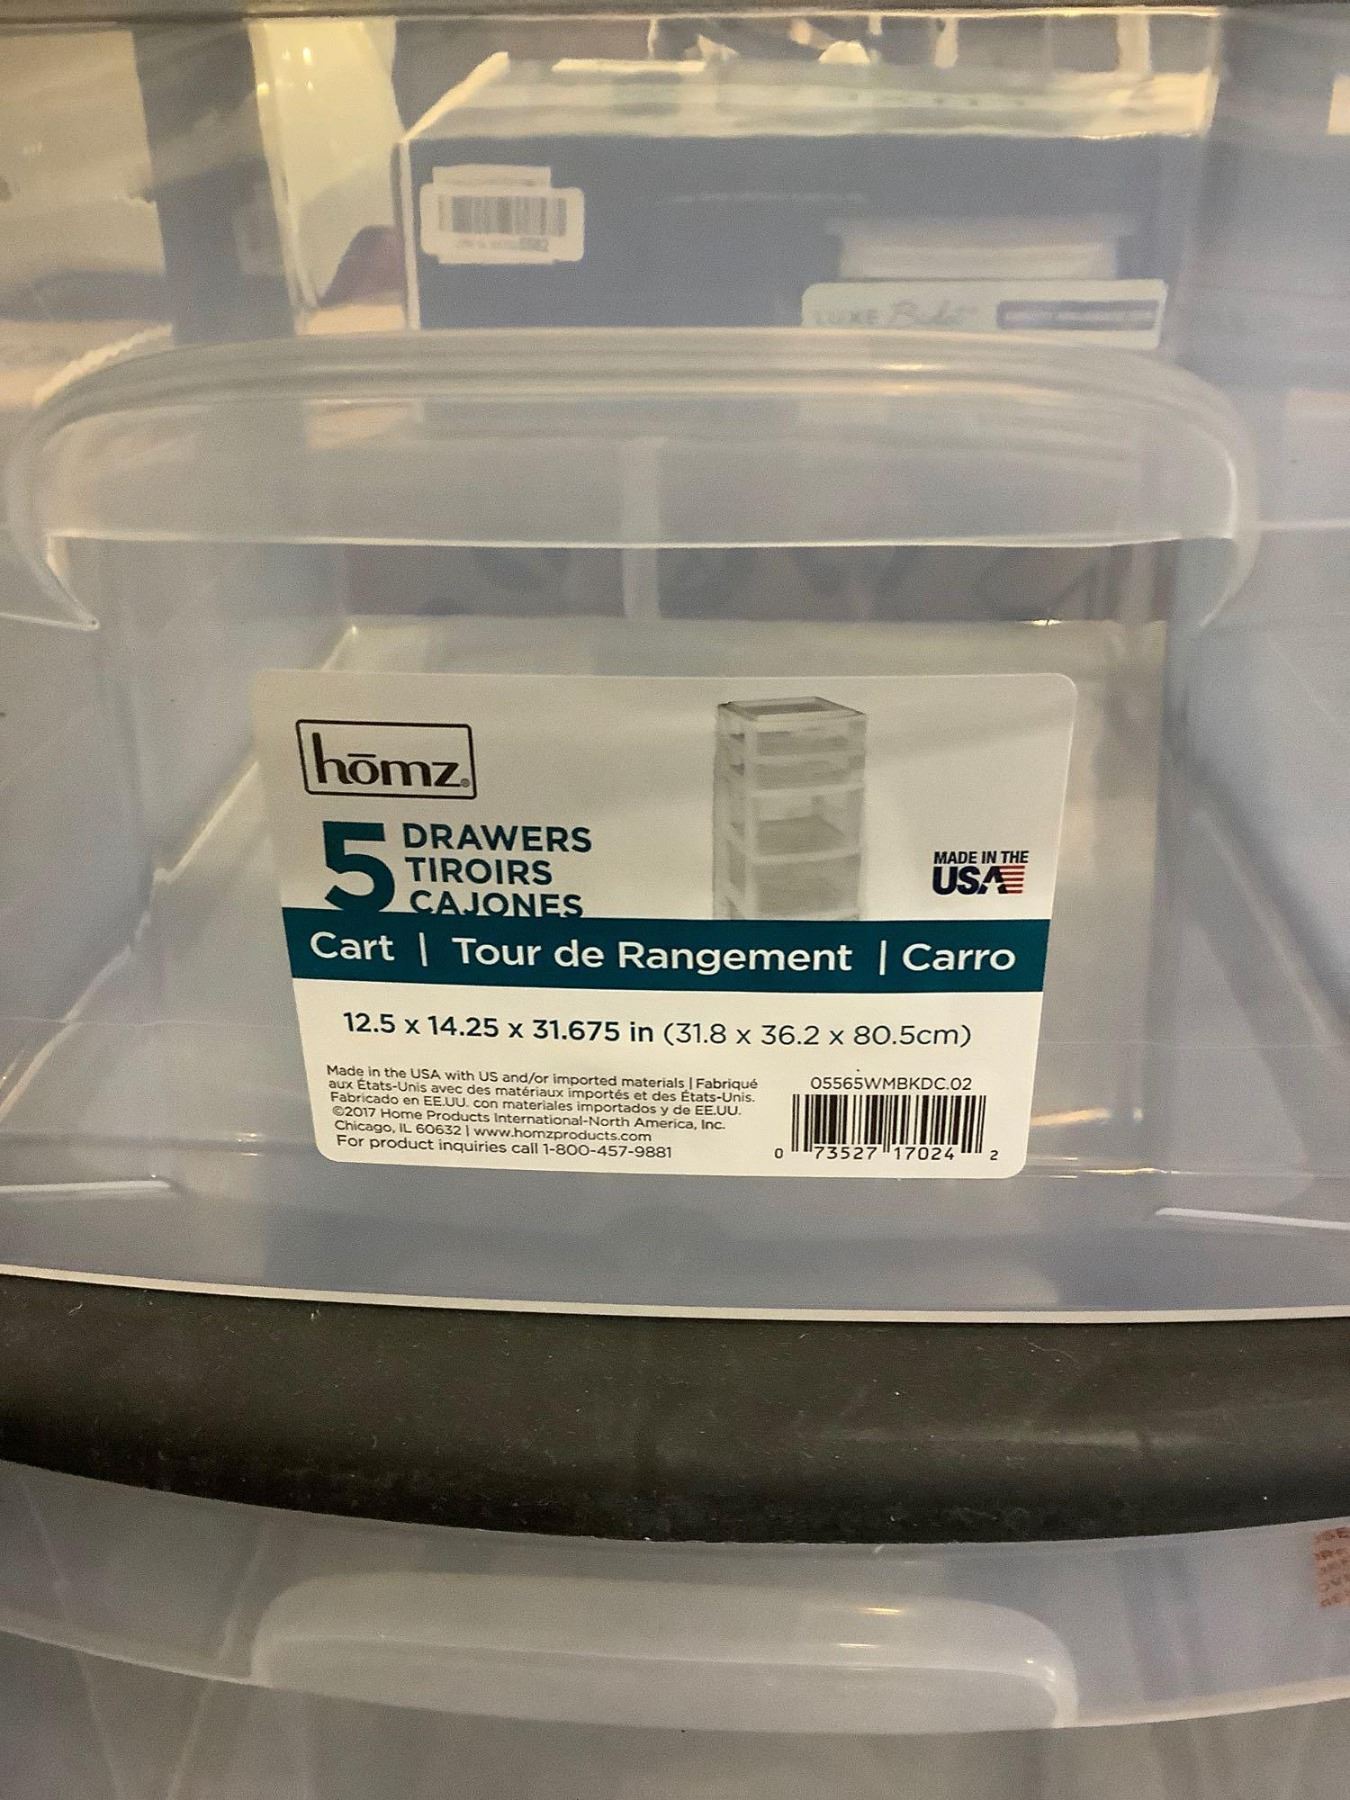 LUXE Bidet
hōmz®
5 DRAWERS
TIROIRS
CAJONES
MADE IN THE
USA
Cart | Tour de Rangement | Carro
12.5 x 14.25 x 31.675 in (31.8 x 36.2 x 80.5cm)
Made in the USA with US and/or imported materials | Fabriqué
aux États-Unis avec des matériaux importés et des États-Unis.
Fabricado en EE.UU. con materiales importados y de EE.UU.
©2017 Home Products International-North America, Inc.
Chicago, IL 60632 | www.homzproducts.com
For product inquiries call 1-800-457-9881
05565WMBKDC.02
0 73527 17024 2